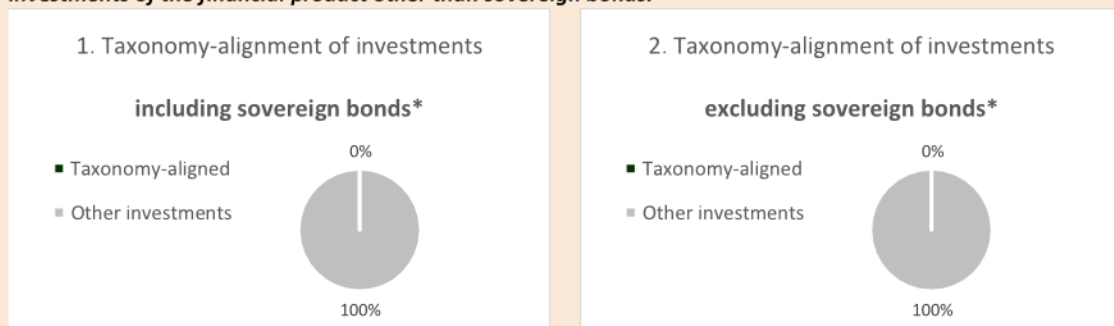 investments of the financial product other than sovereign bonds.
1. Taxonomy-alignment of investments
including sovereign bonds*
Taxonomy-aligned
Other investments
0%
100%
2. Taxonomy-alignment of investments
excluding sovereign bonds*
Taxonomy-aligned
Other investments
0%
100%